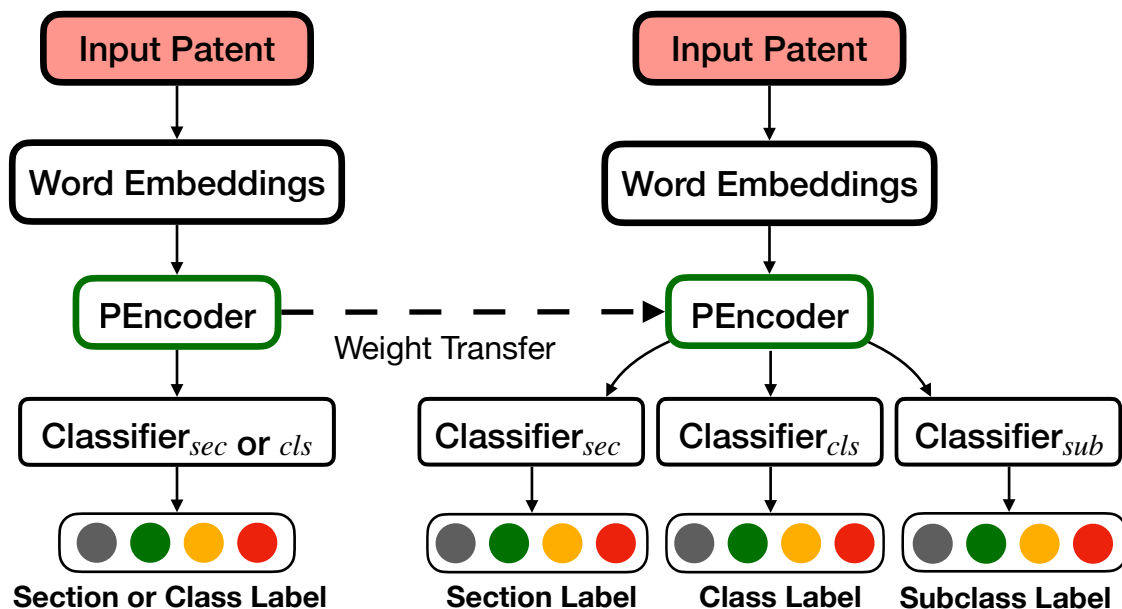 Input Patent
Word Embeddings
PEncoder
Classifier sec or cls
Section or Class Label
Weight Transfer
Input Patent
Word Embeddings
PEncoder
Classifier sec
Classifier cls
Classifier sub
Section Label
Class Label
Subclass Label